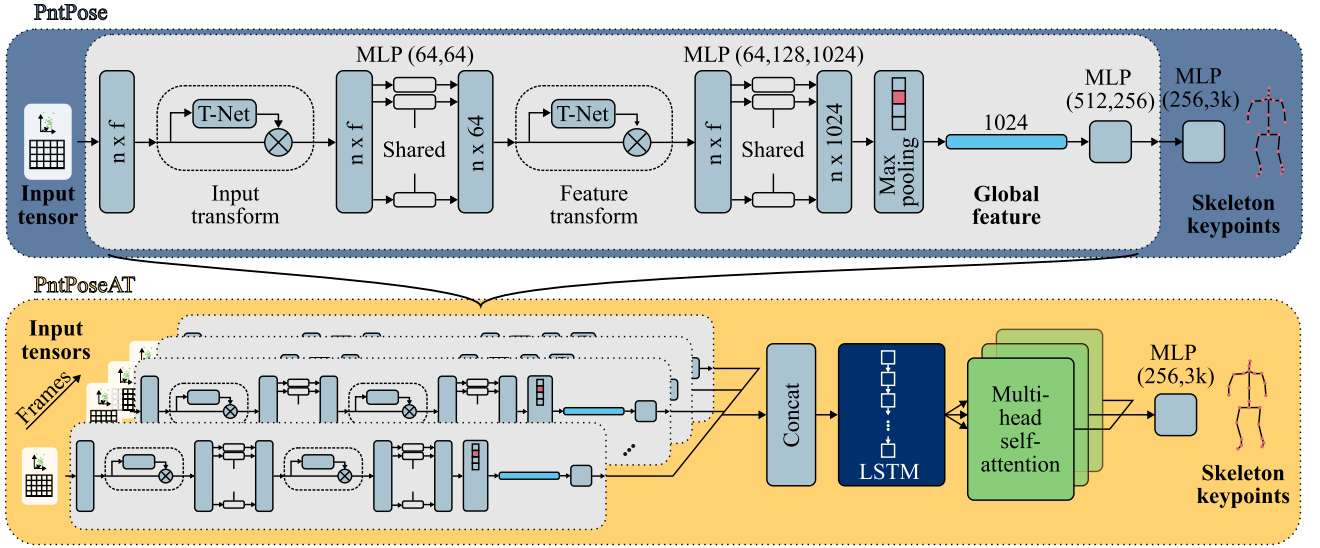 PntPose
MLP (64,64)
MLP (64,128,1024)
MLP
(512,256)
MLP
(256,3k)
Input
tensor
n x f
T-Net
Input
transform
n x f
Shared
n x 64
T-Net
Feature
transform
n x f
Shared
n x 1024
Max
pooling
1024
Global
feature
Skeleton
keypoints
PntPoseAT
Input
tensors
Frames
Concat
LSTM
Multi-
head
self-
attention
MLP
(256,3k)
Skeleton
keypoints